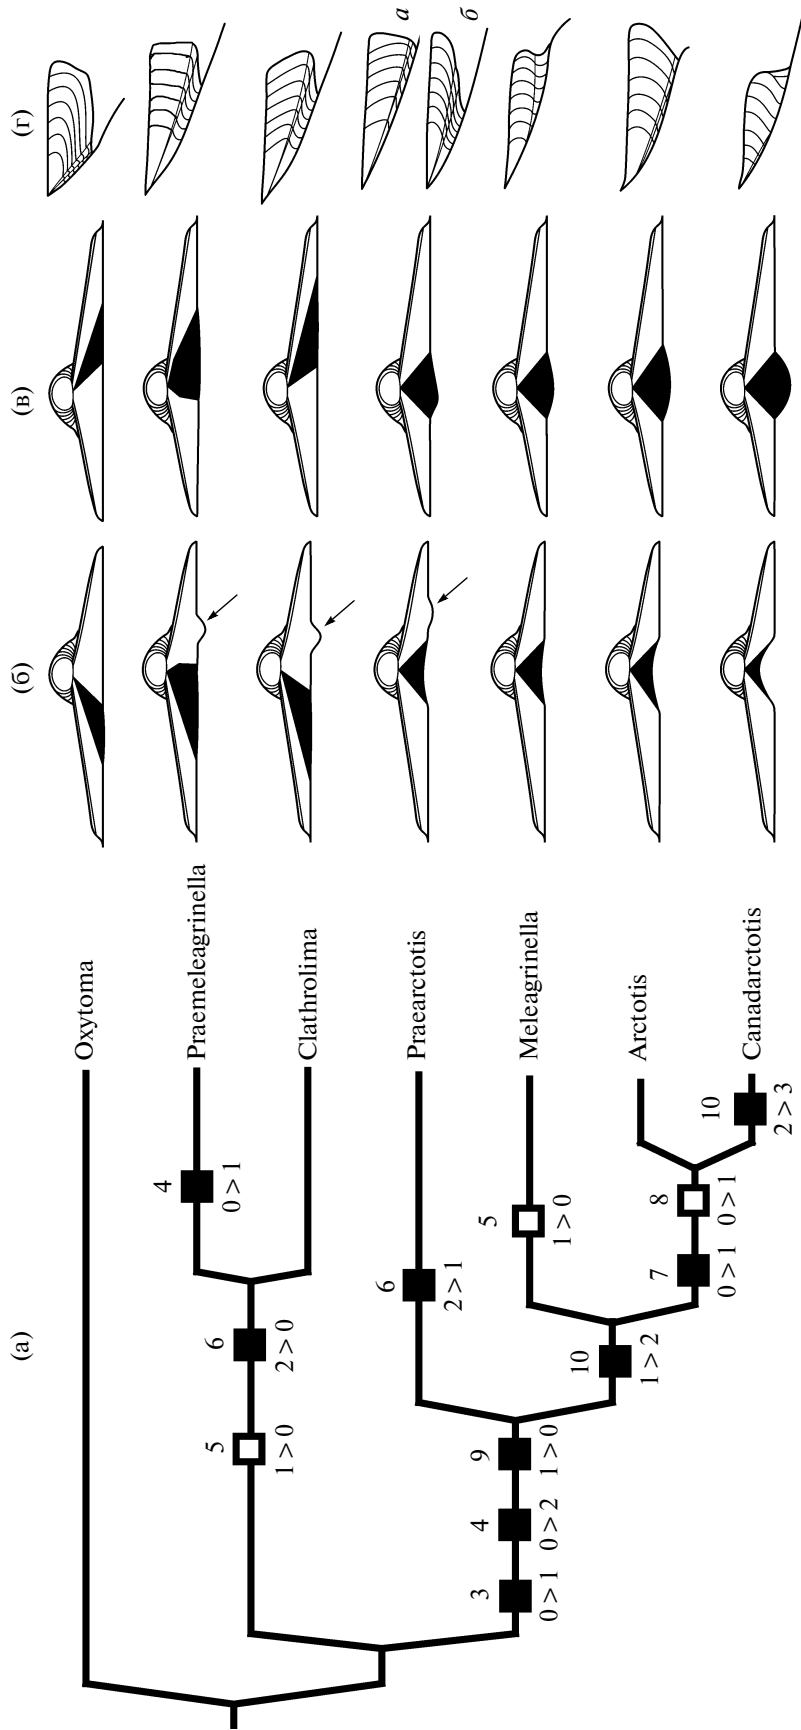 (а)
(б)
(в)
(г)
Oxytoma
Praemeleagrinella
4
0 > 1
5
1 > 0
6
2 > 0
Clathrolima
Praearctotis
6
2 > 1
а
б
3
0 > 1
4
0 > 2
9
1 > 0
Meleagrinella
5
1 > 0
10
1 > 2
Arctotis
7
0 > 1
8
0 > 1
Canadarctotis
10
2 > 3